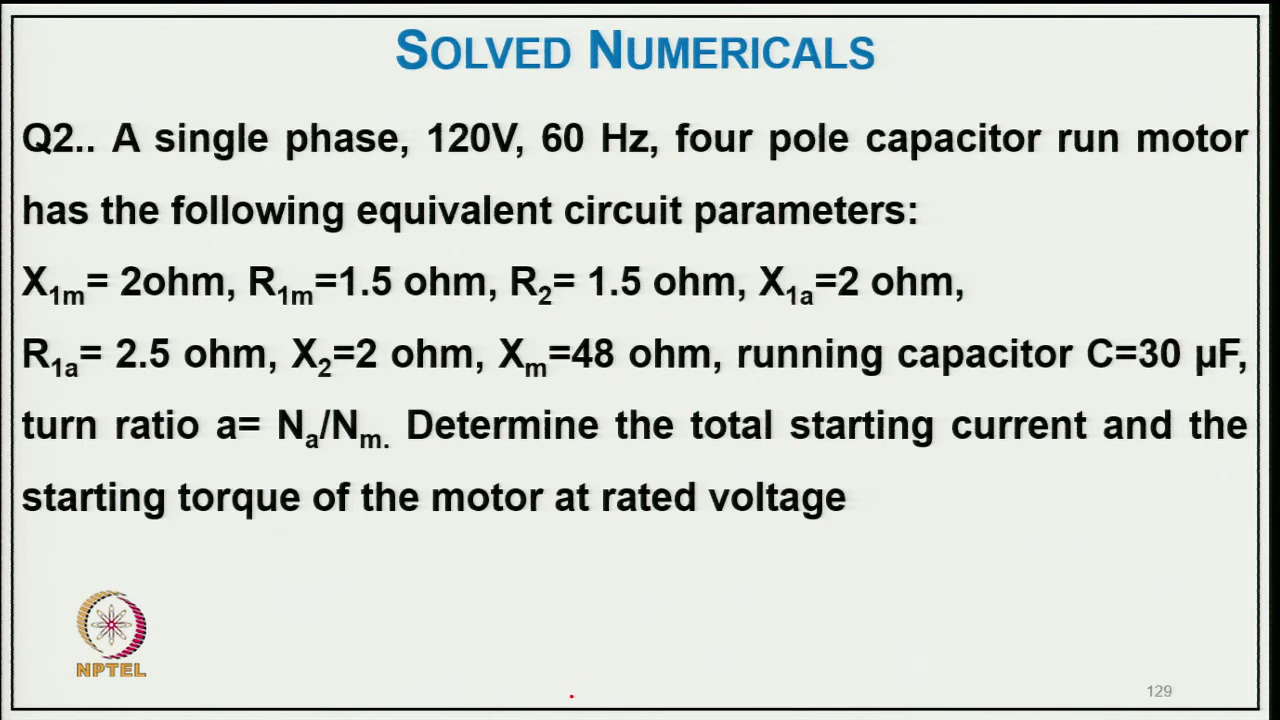 SOLVED NUMERICALS
Q2.. A single phase, 120V, 60 Hz, four pole capacitor run motor
has the following equivalent circuit parameters:
X1m= 2ohm, R1m=1.5 ohm, R2= 1.5 ohm, X1a=2 ohm,
R1a= 2.5 ohm, X2=2 ohm, Xm=48 ohm, running capacitor C=30 µF,
turn ratio a= Na/Nm. Determine the total starting current and the
starting torque of the motor at rated voltage
NPTEL
129